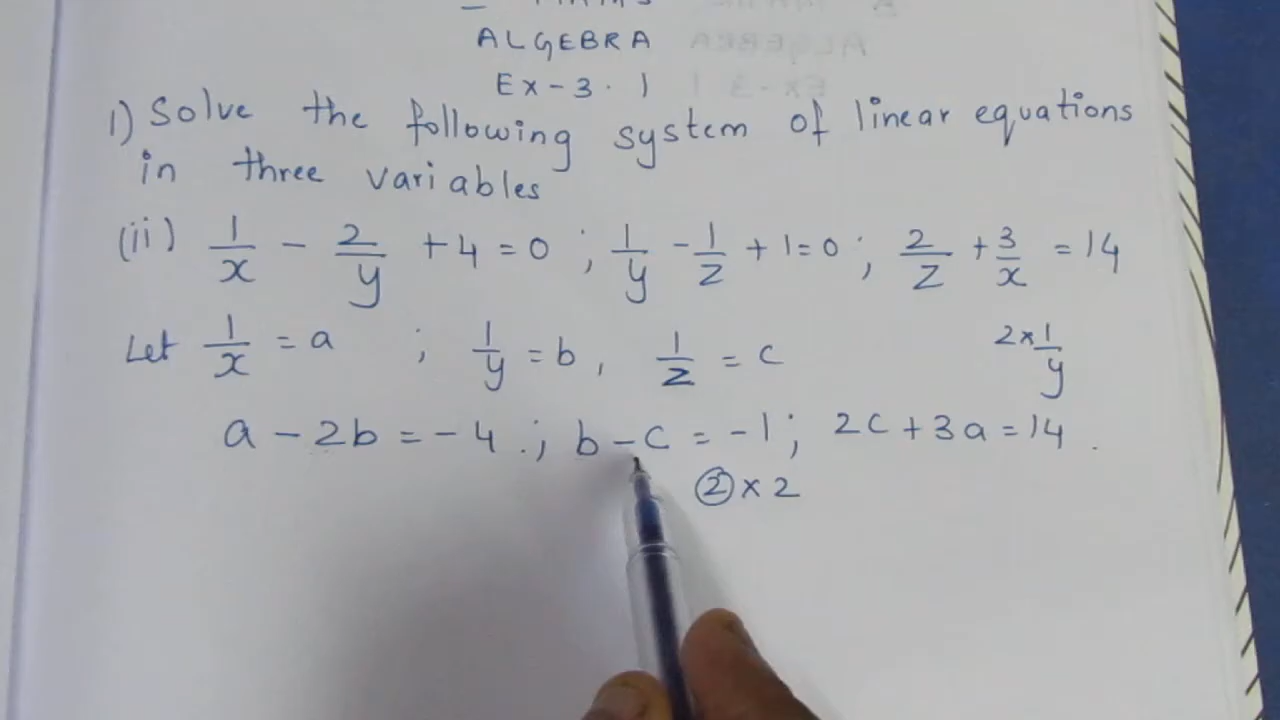 ALGEBRA
Ex-3.1
1) Solve the following system of linear equations
in three variables
(ii) 1/x - 2/y + 4 = 0 ; 1/y - 1/z + 1 = 0 ; 2/z + 3/x = 14
Let 1/x = a ; 1/y = b , 1/z = c 2 × 1/y
a - 2b = -4 . ; b - c = -1 ; 2c + 3a = 14 .
② × 2